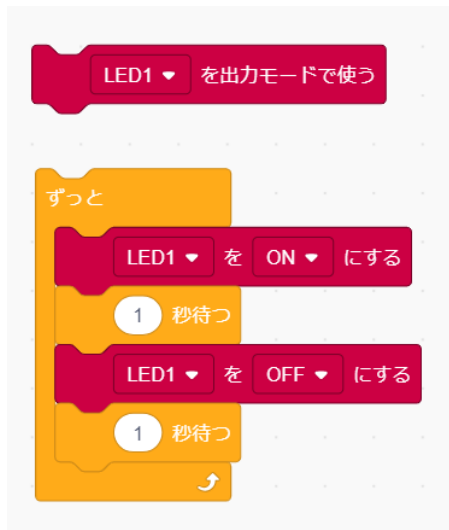 LED1 を出力モードで使う
ずっと
LED1 を ON にする
1 秒待つ
LED1 を OFF にする
1 秒待つ